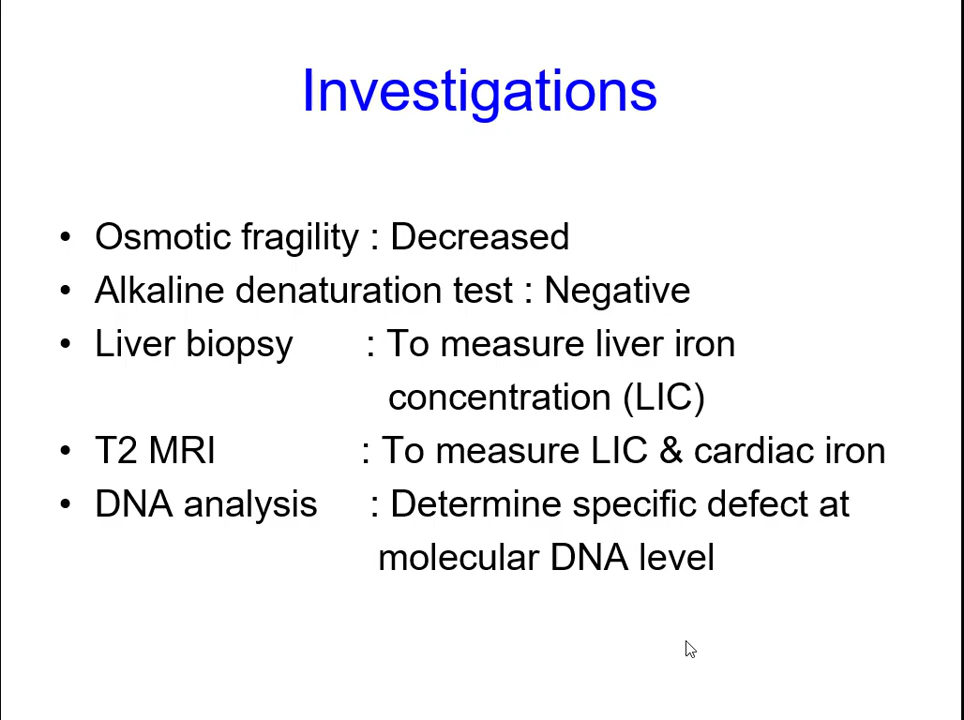 Investigations
• Osmotic fragility : Decreased
• Alkaline denaturation test : Negative
• Liver biopsy : To measure liver iron
concentration (LIC)
• T2 MRI : To measure LIC & cardiac iron
• DNA analysis : Determine specific defect at
molecular DNA level